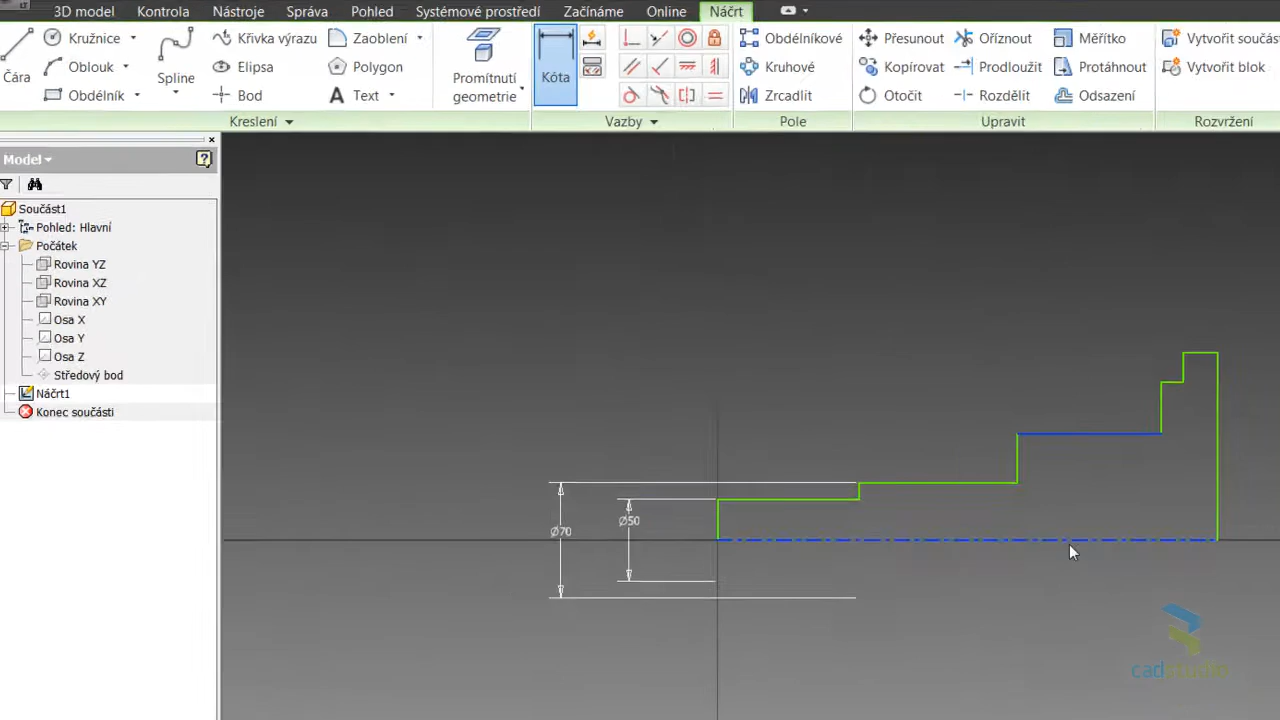 3D model Kontrola Nástroje Správa Pohled Systémové prostředí Začínáme Online Náčrt
Kružnice Křivka výrazu Zaoblení Obdélníkové Přesunout Oříznout Měřítko Vytvořit součás
Čára Oblouk Spline Elipsa Polygon Promítnutí geometrie Kóta Kruhové Kopírovat Prodloužit Protáhnout Vytvořit blok
Obdélník Bod Text Zrcadlit Otočit Rozdělit Odsazení
Kreslení Vazby Pole Upravit Rozvržení
Model
Součást1
Pohled: Hlavní
Počátek
Rovina YZ
Rovina XZ
Rovina XY
Osa X
Osa Y
Osa Z
Středový bod
Náčrt1
Konec součásti
Ø50
Ø70